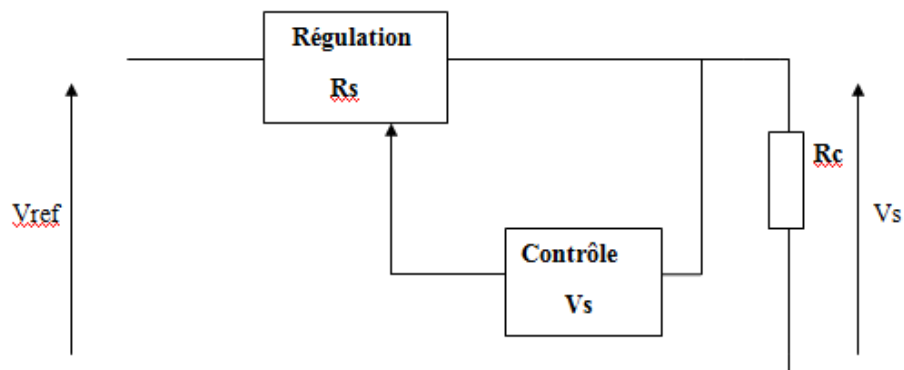 Régulation
Rs
Rc
Vref
Vs
Contrôle
Vs